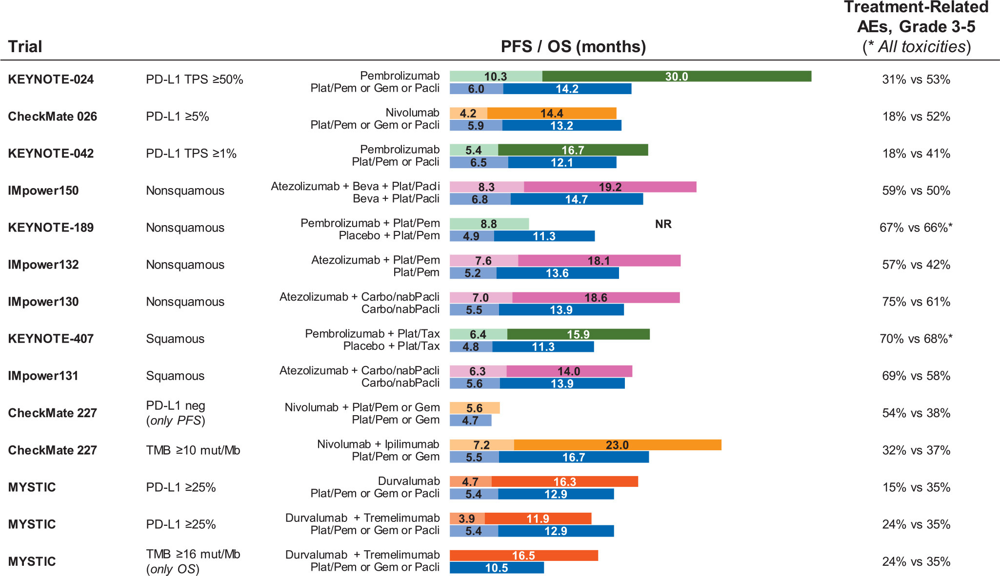 Trial
PFS / OS (months)
Treatment-Related
AEs, Grade 3-5
(* All toxicities)
KEYNOTE-024
PD-L1 TPS ≥50%
Pembrolizumab
10.3
30.0
Plat/Pem or Gem or Pacli
6.0
14.2
31% vs 53%
CheckMate 026
PD-L1 ≥5%
Nivolumab
4.2
14.4
Plat/Pem or Gem or Pacli
5.9
13.2
18% vs 52%
KEYNOTE-042
PD-L1 TPS ≥1%
Pembrolizumab
5.4
16.7
Plat/Pem or Pacli
6.5
12.1
18% vs 41%
IMpower150
Nonsquamous
Atezolizumab + Beva + Plat/Pacli
8.3
19.2
Beva + Plat/Pacli
6.8
14.7
59% vs 50%
KEYNOTE-189
Nonsquamous
Pembrolizumab + Plat/Pem
8.8
NR
Placebo + Plat/Pem
4.9
11.3
67% vs 66%*
IMpower132
Nonsquamous
Atezolizumab + Plat/Pem
7.6
18.1
Plat/Pem
5.2
13.6
57% vs 42%
IMpower130
Nonsquamous
Atezolizumab + Carbo/nabPacli
7.0
18.6
Carbo/nabPacli
5.5
13.9
75% vs 61%
KEYNOTE-407
Squamous
Pembrolizumab + Plat/Tax
6.4
15.9
Placebo + Plat/Tax
4.8
11.3
70% vs 68%*
IMpower131
Squamous
Atezolizumab + Carbo/nabPacli
6.3
14.0
Carbo/nabPacli
5.6
13.9
69% vs 58%
CheckMate 227
PD-L1 neg
(only PFS)
Nivolumab + Plat/Pem or Gem
5.6
Plat/Pem or Gem
4.7
54% vs 38%
CheckMate 227
TMB ≥10 mut/Mb
Nivolumab + Ipilimumab
7.2
23.0
Plat/Pem or Gem
5.5
16.7
32% vs 37%
MYSTIC
PD-L1 ≥25%
Durvalumab
4.7
16.3
Plat/Pem or Gem or Pacli
5.4
12.9
15% vs 35%
MYSTIC
PD-L1 ≥25%
Durvalumab + Tremelimumab
3.9
11.9
Plat/Pem or Gem or Pacli
5.4
12.9
24% vs 35%
MYSTIC
TMB ≥16 mut/Mb
(only OS)
Durvalumab + Tremelimumab
16.5
Plat/Pem or Gem or Pacli
10.5
24% vs 35%